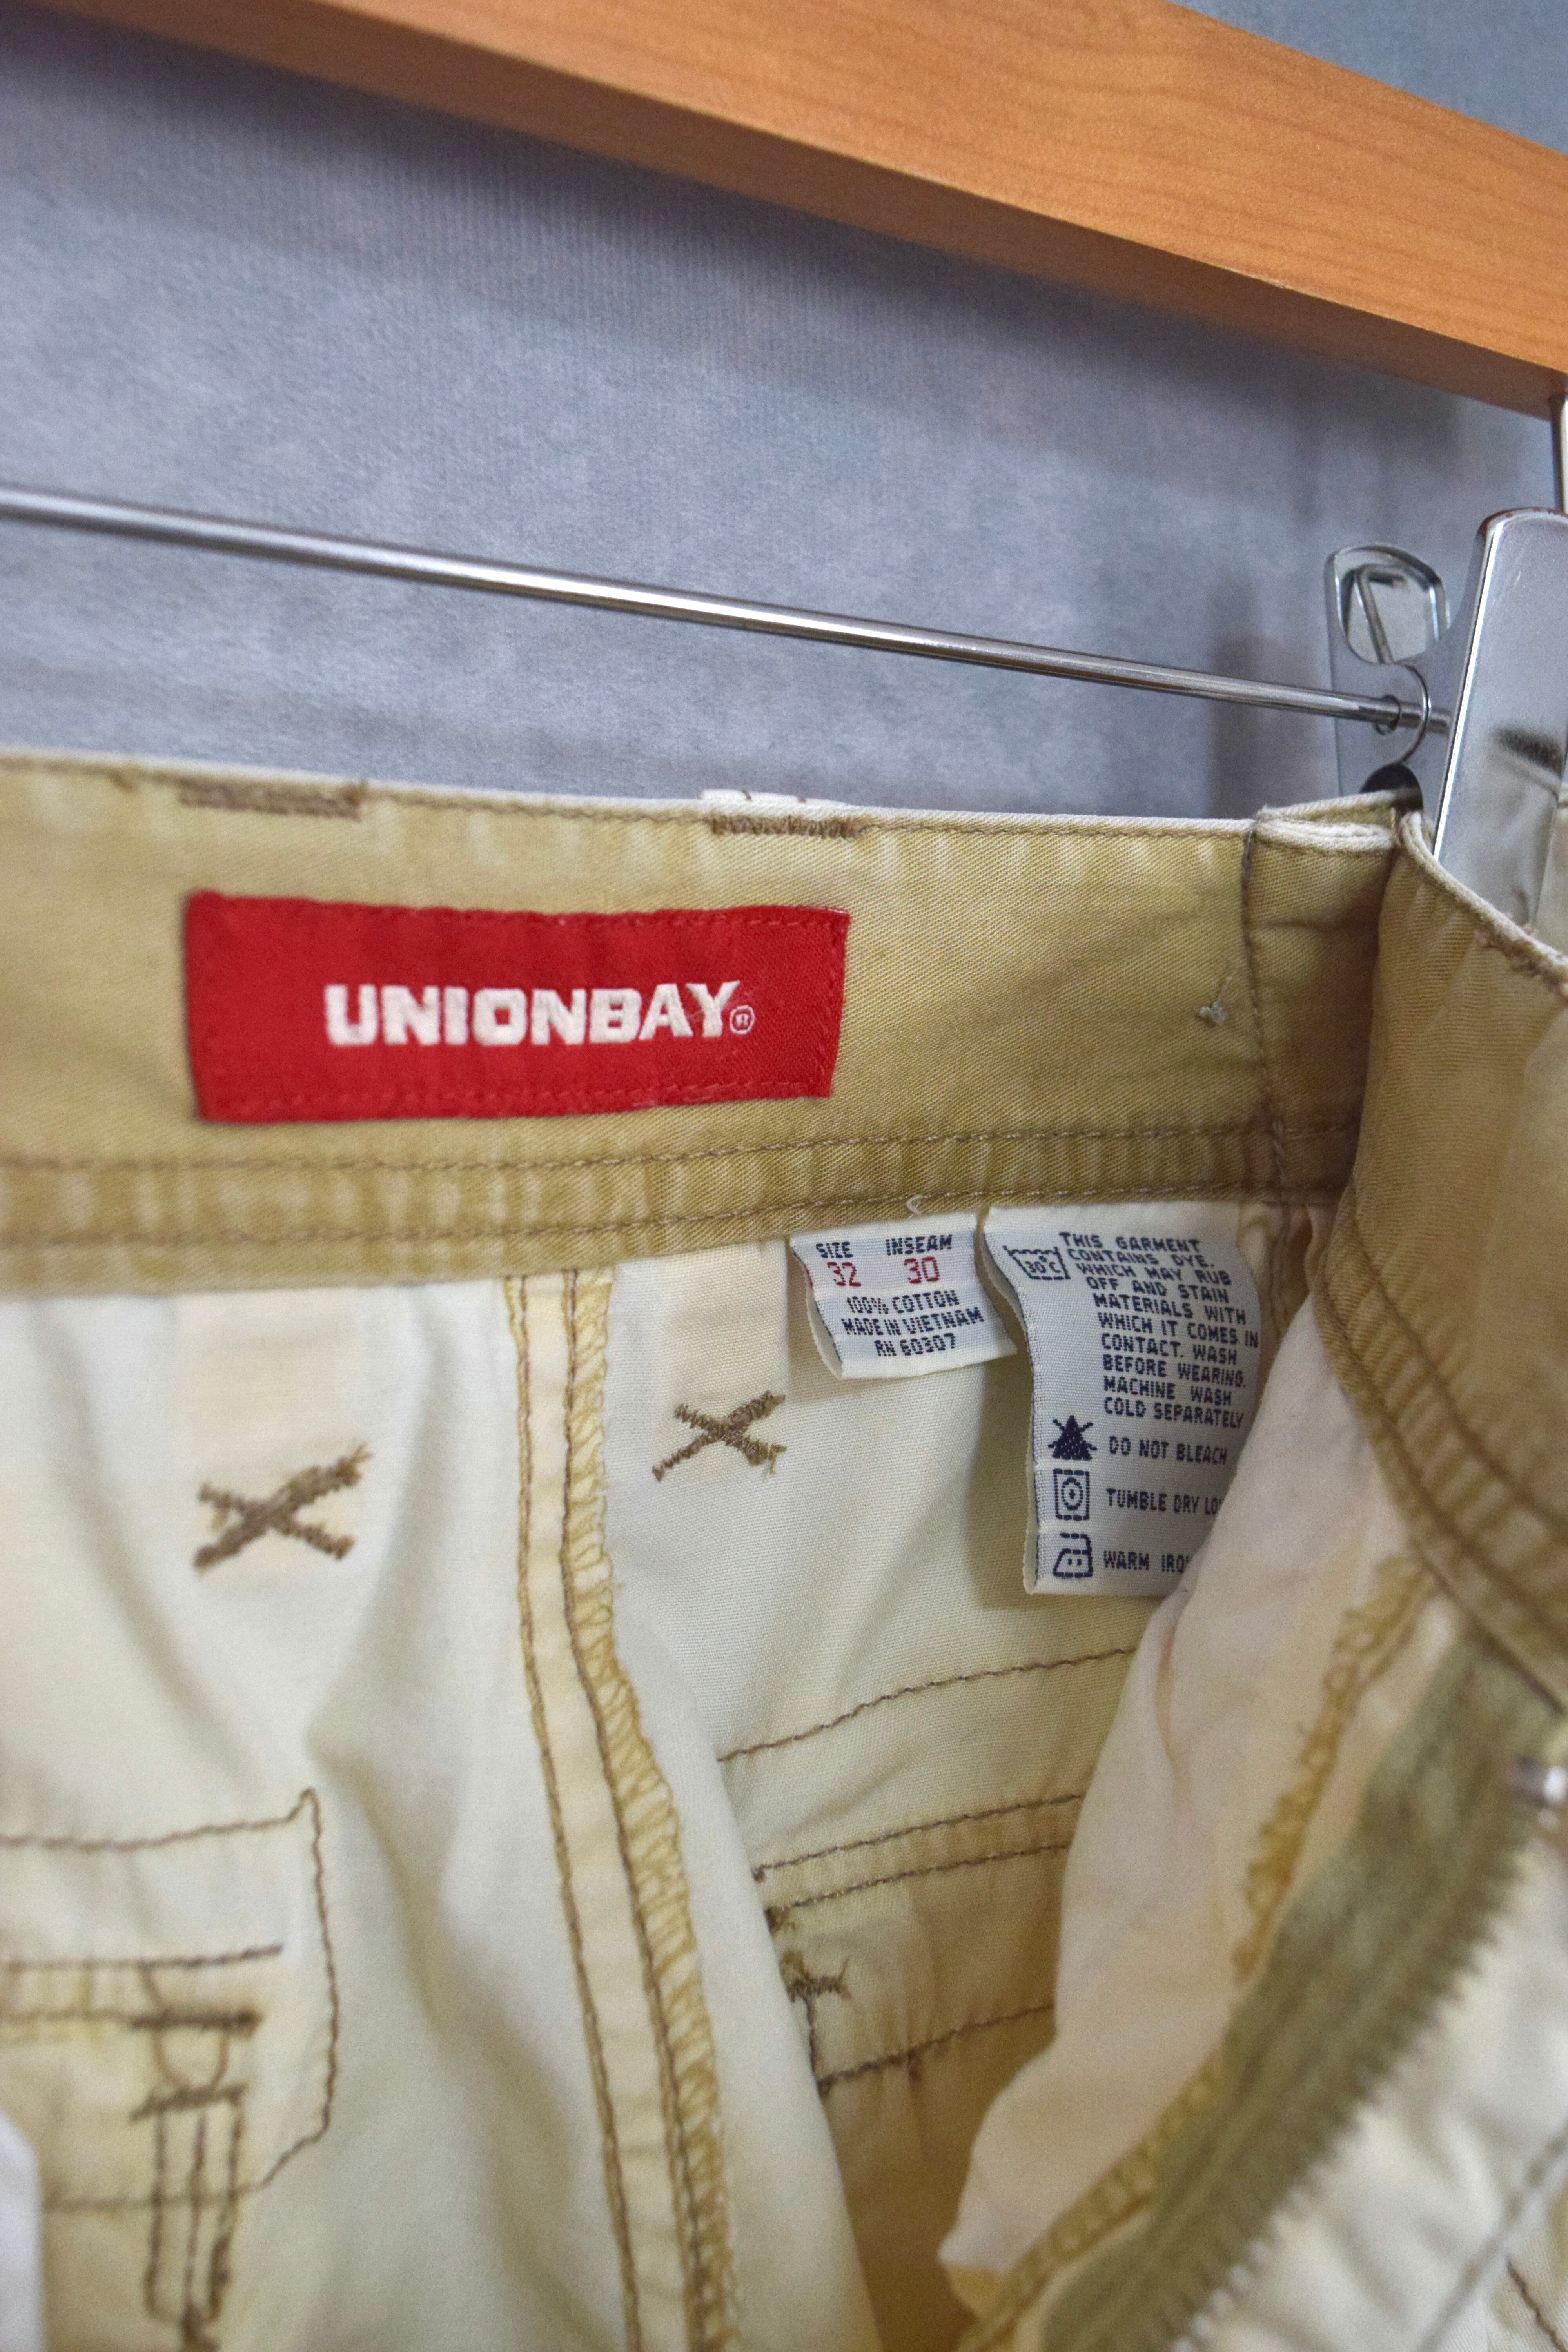 UNIONBAY®
SIZE INSEAM
32 30
100% COTTON
MADE IN VIETNAM
RN 60307
30°C
THIS GARMENT
CONTAINS DYE.
WHICH MAY RUB
OFF AND STAIN
MATERIALS WITH
WHICH IT COMES IN
CONTACT. WASH
BEFORE WEARING.
MACHINE WASH
COLD SEPARATELY
DO NOT BLEACH
TUMBLE DRY
WARM